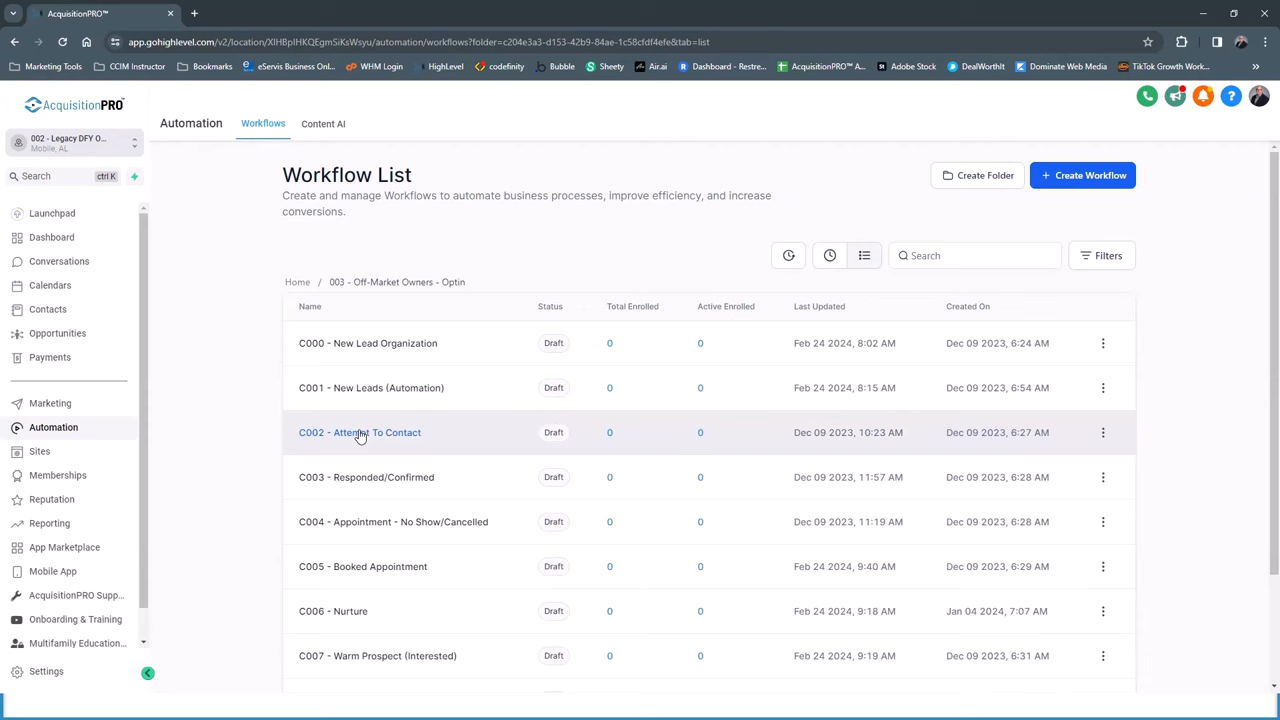 AcquisitionPRO™
app.gohighlevel.com/v2/location/XIHBpIHKQEgmSiKsWsyu/automation/workflows?folder=c204e3a3-d153-42b9-84ae-1c58cfdf4efe&tab=list
Marketing Tools
CCIM Instructor
Bookmarks
eServis Business Onl...
WHM Login
HighLevel
codefinity
Bubble
Sheety
Air.ai
Dashboard - Restre...
AcquisitionPRO™ A...
Adobe Stock
DealWorthIt
Dominate Web Media
TikTok Growth Work...
AcquisitionPRO™
Automation
Workflows
Content AI
002 - Legacy DFY O...
Mobile, AL
Search
ctrl K
Launchpad
Dashboard
Conversations
Calendars
Contacts
Opportunities
Payments
Marketing
Automation
Sites
Memberships
Reputation
Reporting
App Marketplace
Mobile App
AcquisitionPRO Supp...
Onboarding & Training
Multifamily Education...
Settings
Workflow List
Create and manage Workflows to automate business processes, improve efficiency, and increase
conversions.
Create Folder
+ Create Workflow
Search
Filters
Home / 003 - Off-Market Owners - Optin
Name Status Total Enrolled Active Enrolled Last Updated Created On
C000 - New Lead Organization Draft 0 0 Feb 24 2024, 8:02 AM Dec 09 2023, 6:24 AM
C001 - New Leads (Automation) Draft 0 0 Feb 24 2024, 8:15 AM Dec 09 2023, 6:54 AM
C002 - Attempt To Contact Draft 0 0 Dec 09 2023, 10:23 AM Dec 09 2023, 6:27 AM
C003 - Responded/Confirmed Draft 0 0 Dec 09 2023, 11:57 AM Dec 09 2023, 6:28 AM
C004 - Appointment - No Show/Cancelled Draft 0 0 Dec 09 2023, 11:19 AM Dec 09 2023, 6:28 AM
C005 - Booked Appointment Draft 0 0 Feb 24 2024, 9:40 AM Dec 09 2023, 6:29 AM
C006 - Nurture Draft 0 0 Feb 24 2024, 9:18 AM Jan 04 2024, 7:07 AM
C007 - Warm Prospect (Interested) Draft 0 0 Feb 24 2024, 9:19 AM Dec 09 2023, 6:31 AM